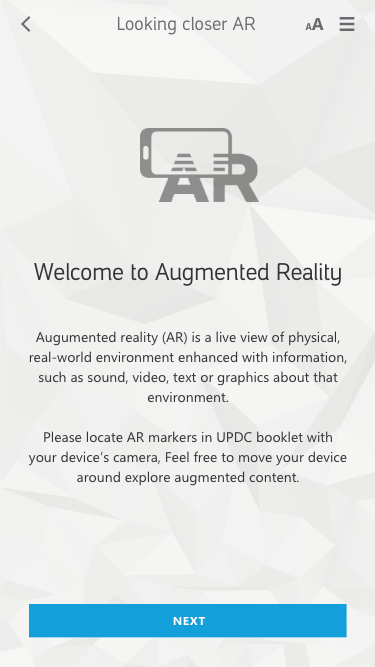 Looking closer AR
AA
AR
Welcome to Augmented Reality
Augumented reality (AR) is a live view of physical,
real-world environment enhanced with information,
such as sound, video, text or graphics about that
environment.
Please locate AR markers in UPDC booklet with
your device's camera, Feel free to move your device
around explore augmented content.
NEXT